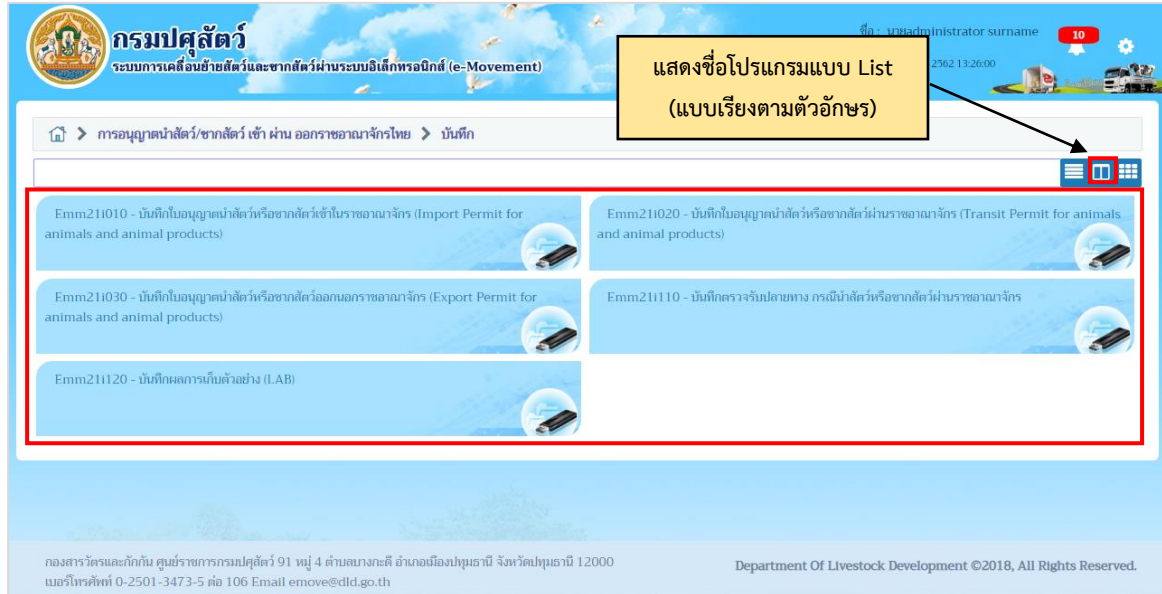 กรมปศุสัตว์
ระบบการเคลื่อนย้ายสัตว์และซากสัตว์ผ่านระบบอิเล็กทรอนิกส์ (e-Movement)
ชื่อ : นายadministrator surname
10
2562 13:26:00
แสดงชื่อโปรแกรมแบบ List
(แบบเรียงตามตัวอักษร)
การอนุญาตนำสัตว์/ซากสัตว์ เข้า ผ่าน ออกราชอาณาจักรไทย > บันทึก
Emm21i010 - บันทึกใบอนุญาตนำสัตว์หรือซากสัตว์เข้าในราชอาณาจักร (Import Permit for
animals and animal products)
Emm21i020 - บันทึกใบอนุญาตนำสัตว์หรือซากสัตว์ผ่านราชอาณาจักร (Transit Permit for animals
and animal products)
Emm21i030 - บันทึกใบอนุญาตนำสัตว์หรือซากสัตว์ออกนอกราชอาณาจักร (Export Permit for
animals and animal products)
Emm21i110 - บันทึกตรวจรับปลายทาง กรณีนำสัตว์หรือซากสัตว์ผ่านราชอาณาจักร
Emm21i120 - บันทึกผลการเก็บตัวอย่าง (LAB)
กองสารวัตรและกักกัน ศูนย์ราชการกรมปศุสัตว์ 91 หมู่ 4 ตำบลบางกะดี อำเภอเมืองปทุมธานี จังหวัดปทุมธานี 12000
เบอร์โทรศัพท์ 0-2501-3473-5 ต่อ 106 Email emove@dld.go.th
Department Of Livestock Development ©2018, All Rights Reserved.